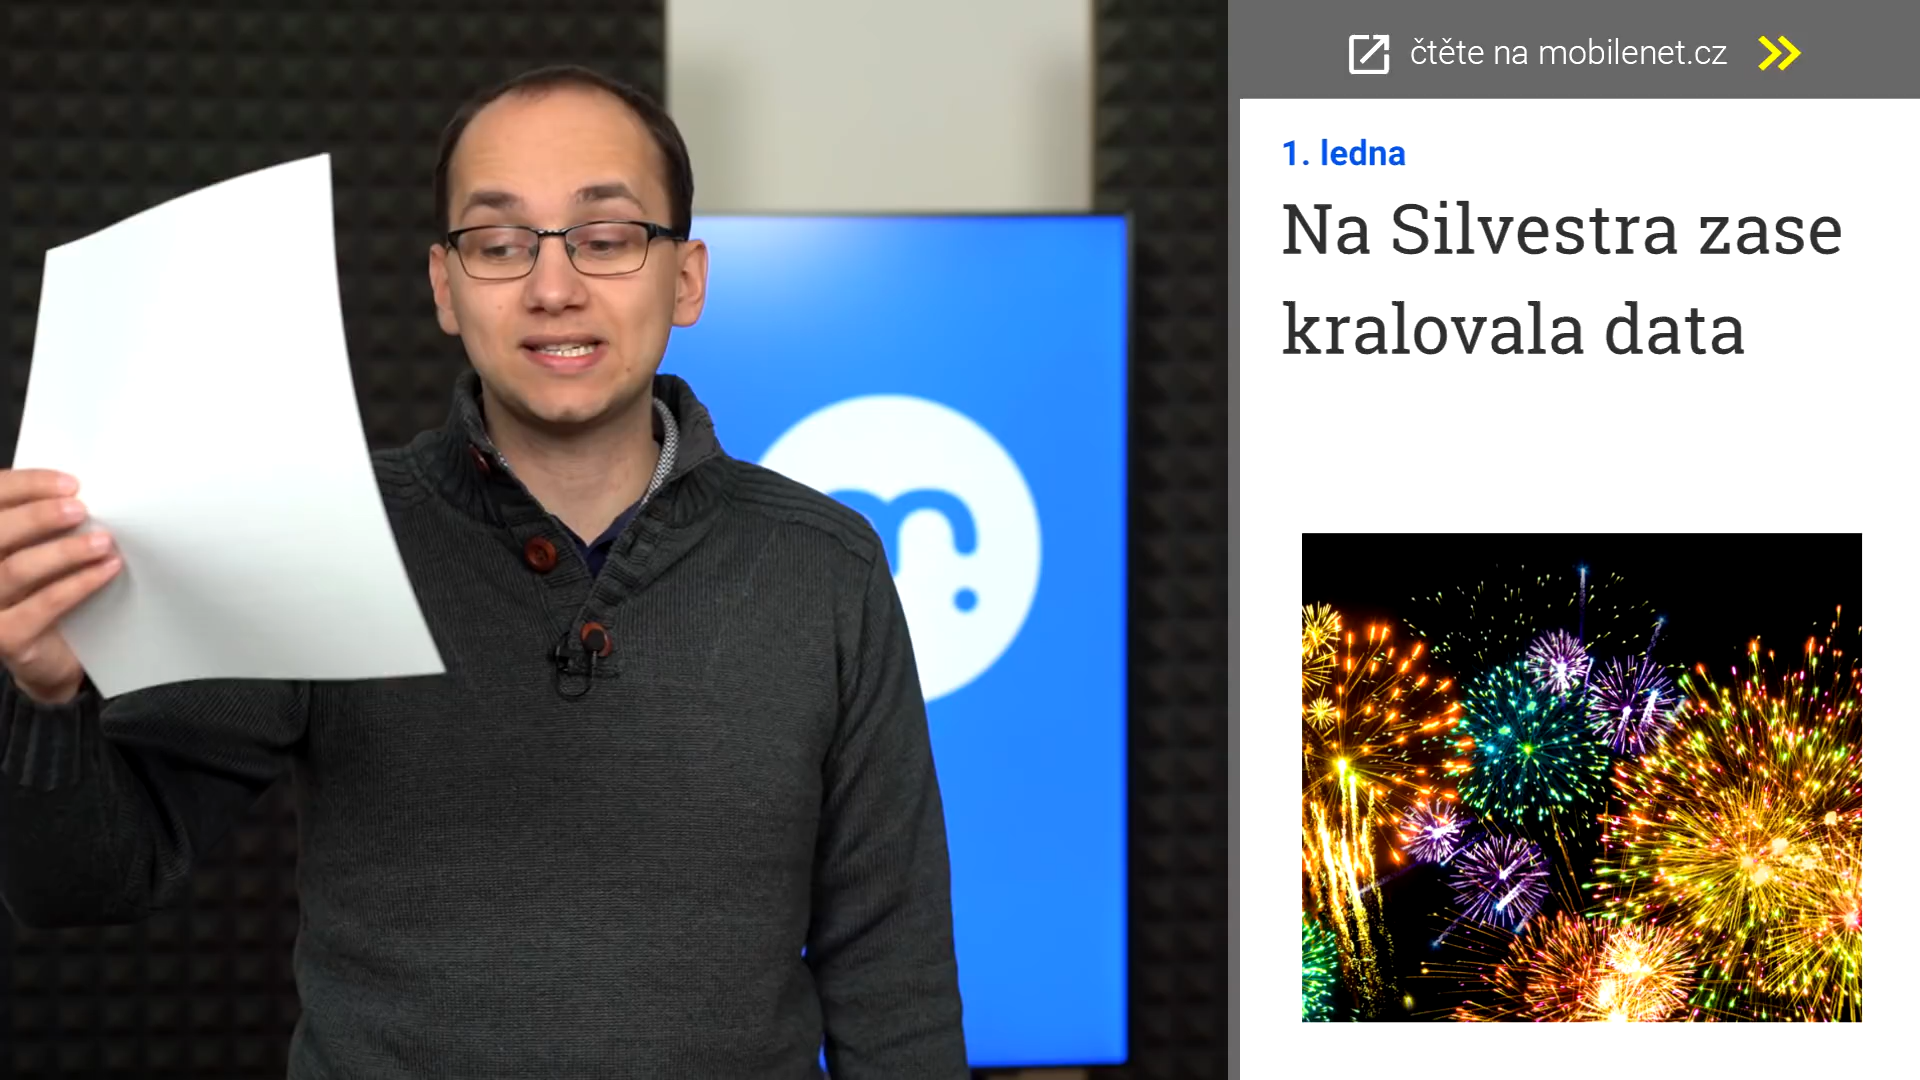 čtěte na mobilenet.cz
1. ledna
Na Silvestra zase
kralovala data
m.